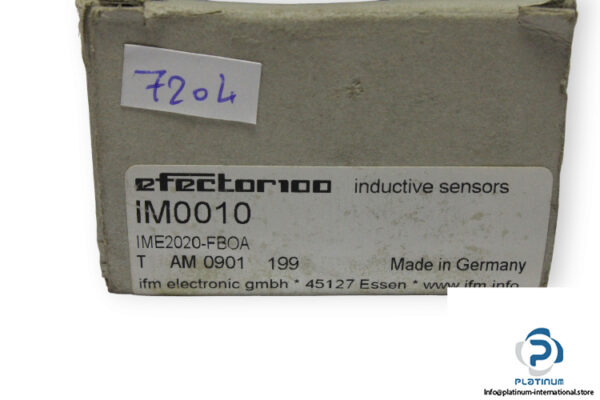 7204
efector100 inductive sensors
iM0010
IME2020-FBOA
T AM 0901 199 Made in Germany
ifm electronic gmbh * 45127 Essen * www.ifm.info
PLATINUM
Info@platinum-international.store